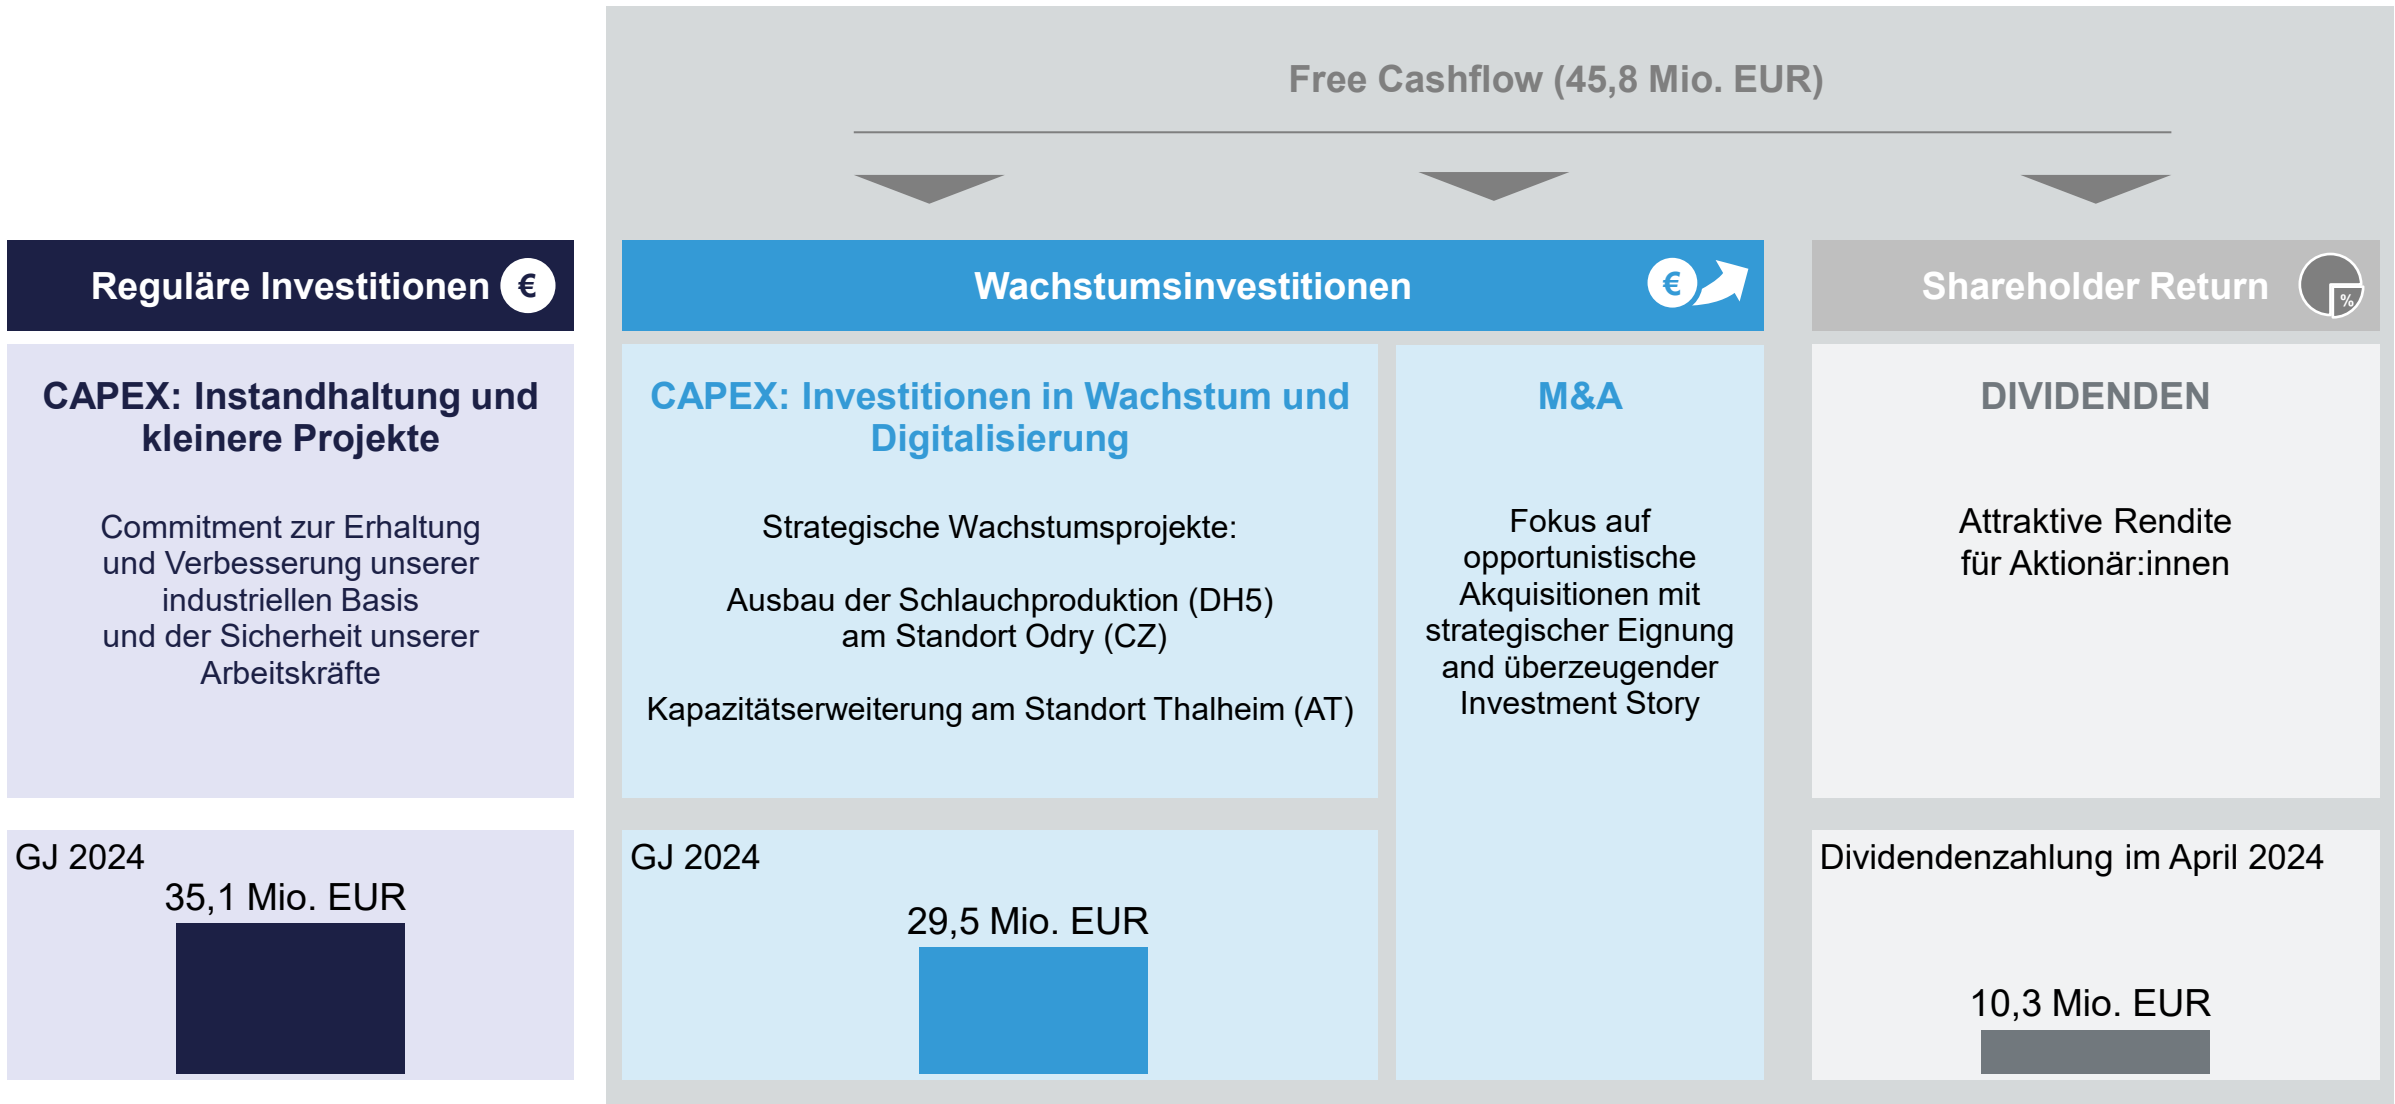 Free Cashflow (45,8 Mio. EUR)
Reguläre Investitionen €
CAPEX: Instandhaltung und
kleinere Projekte
Commitment zur Erhaltung
und Verbesserung unserer
industriellen Basis
und der Sicherheit unserer
Arbeitskräfte
GJ 2024
35,1 Mio. EUR
Wachstumsinvestitionen €
CAPEX: Investitionen in Wachstum und
Digitalisierung
Strategische Wachstumsprojekte:
Ausbau der Schlauchproduktion (DH5)
am Standort Odry (CZ)
Kapazitätserweiterung am Standort Thalheim (AT)
GJ 2024
29,5 Mio. EUR
M&A
Fokus auf
opportunistische
Akquisitionen mit
strategischer Eignung
and überzeugender
Investment Story
Shareholder Return %
DIVIDENDEN
Attraktive Rendite
für Aktionär:innen
Dividendenzahlung im April 2024
10,3 Mio. EUR